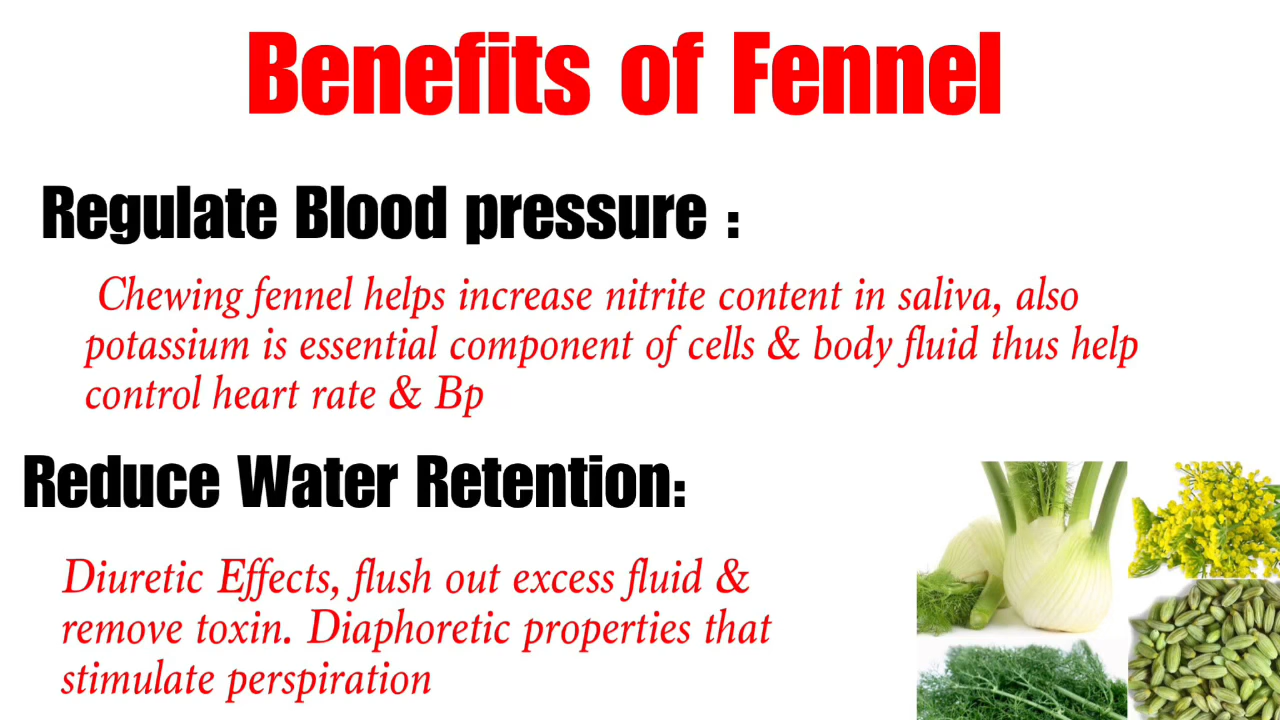 Benefits of Fennel
Regulate Blood pressure :
Chewing fennel helps increase nitrite content in saliva, also
potassium is essential component of cells & body fluid thus help
control heart rate & Bp
Reduce Water Retention:
Diuretic Effects, flush out excess fluid &
remove toxin. Diaphoretic properties that
stimulate perspiration